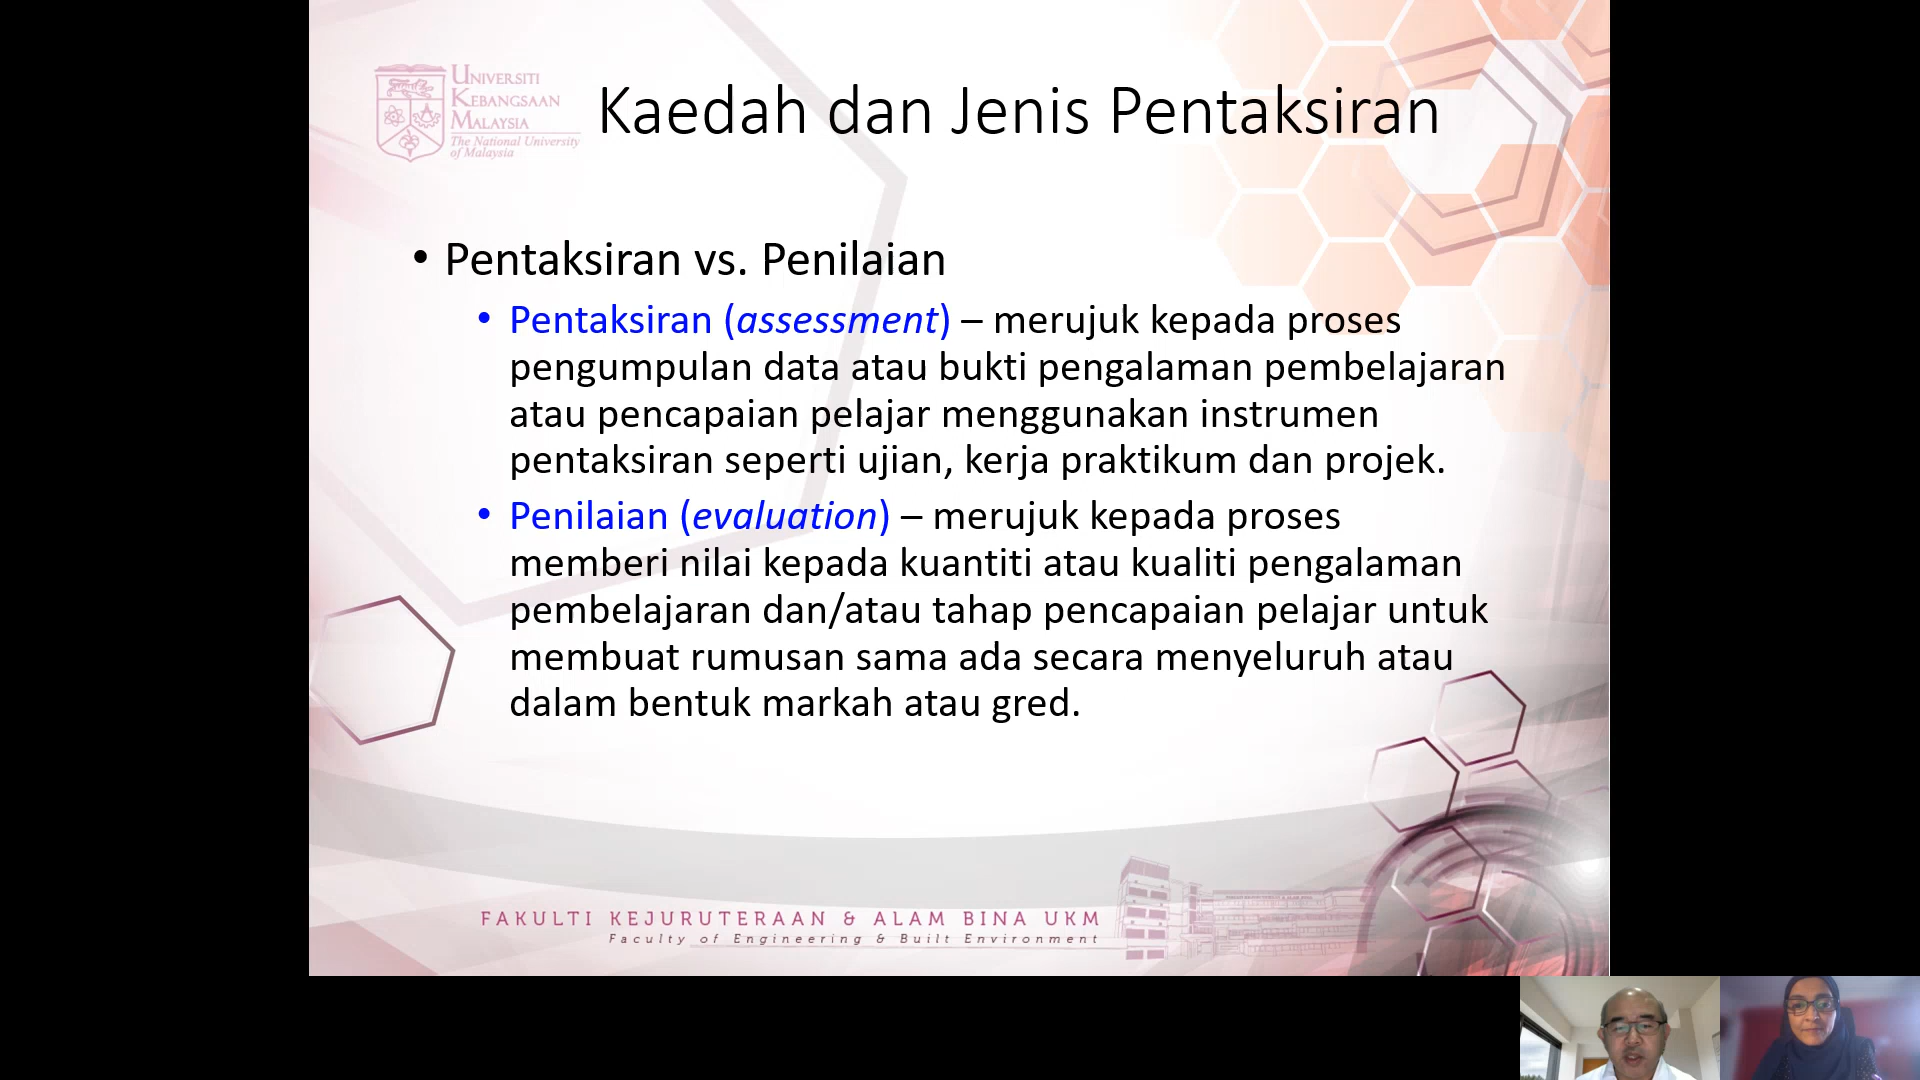 UNIVERSITI
KEBANGSAAN
MALAYSIA
The National University
of Malaysia
Kaedah dan Jenis Pentaksiran
• Pentaksiran vs. Penilaian
• Pentaksiran (assessment) – merujuk kepada proses
pengumpulan data atau bukti pengalaman pembelajaran
atau pencapaian pelajar menggunakan instrumen
pentaksiran seperti ujian, kerja praktikum dan projek.
• Penilaian (evaluation) – merujuk kepada proses
memberi nilai kepada kuantiti atau kualiti pengalaman
pembelajaran dan/atau tahap pencapaian pelajar untuk
membuat rumusan sama ada secara menyeluruh atau
dalam bentuk markah atau gred.
FAKULTI KEJURUTERAAN & ALAM BINA UKM
Faculty of Engineering & Built Environment